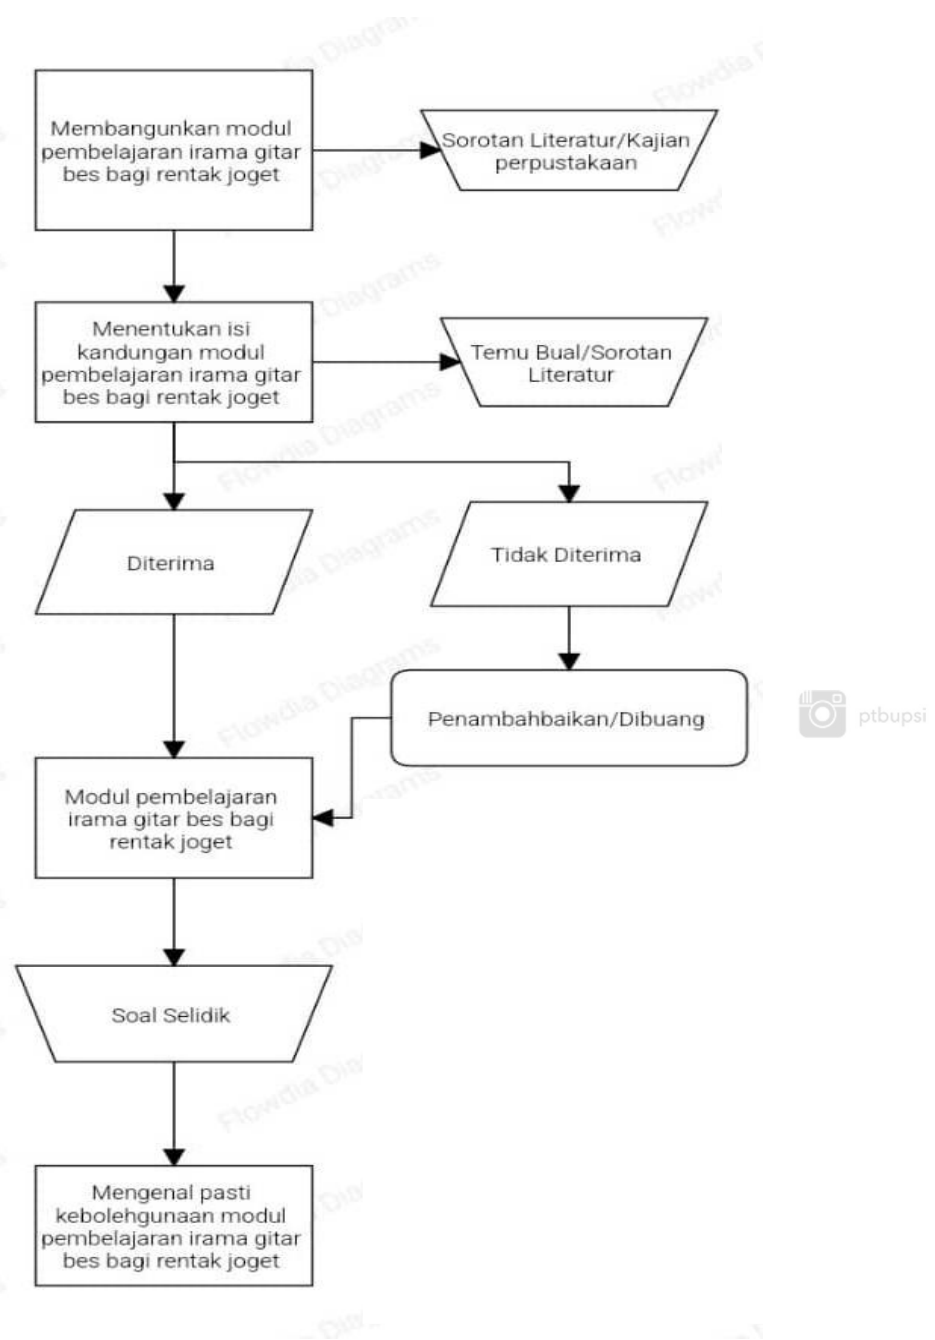 Membangunkan modul
pembelajaran irama gitar
bes bagi rentak joget
Sorotan Literatur/Kajian
perpustakaan
Menentukan isi
kandungan modul
pembelajaran irama gitar
bes bagi rentak joget
Temu Bual/Sorotan
Literatur
Diterima
Tidak Diterima
Penambahbaikan/Dibuang
ptbupsi
Modul pembelajaran
irama gitar bes bagi
rentak joget
Soal Selidik
Mengenal pasti
kebolehgunaan modul
pembelajaran irama gitar
bes bagi rentak joget
Flowdia Diagrams